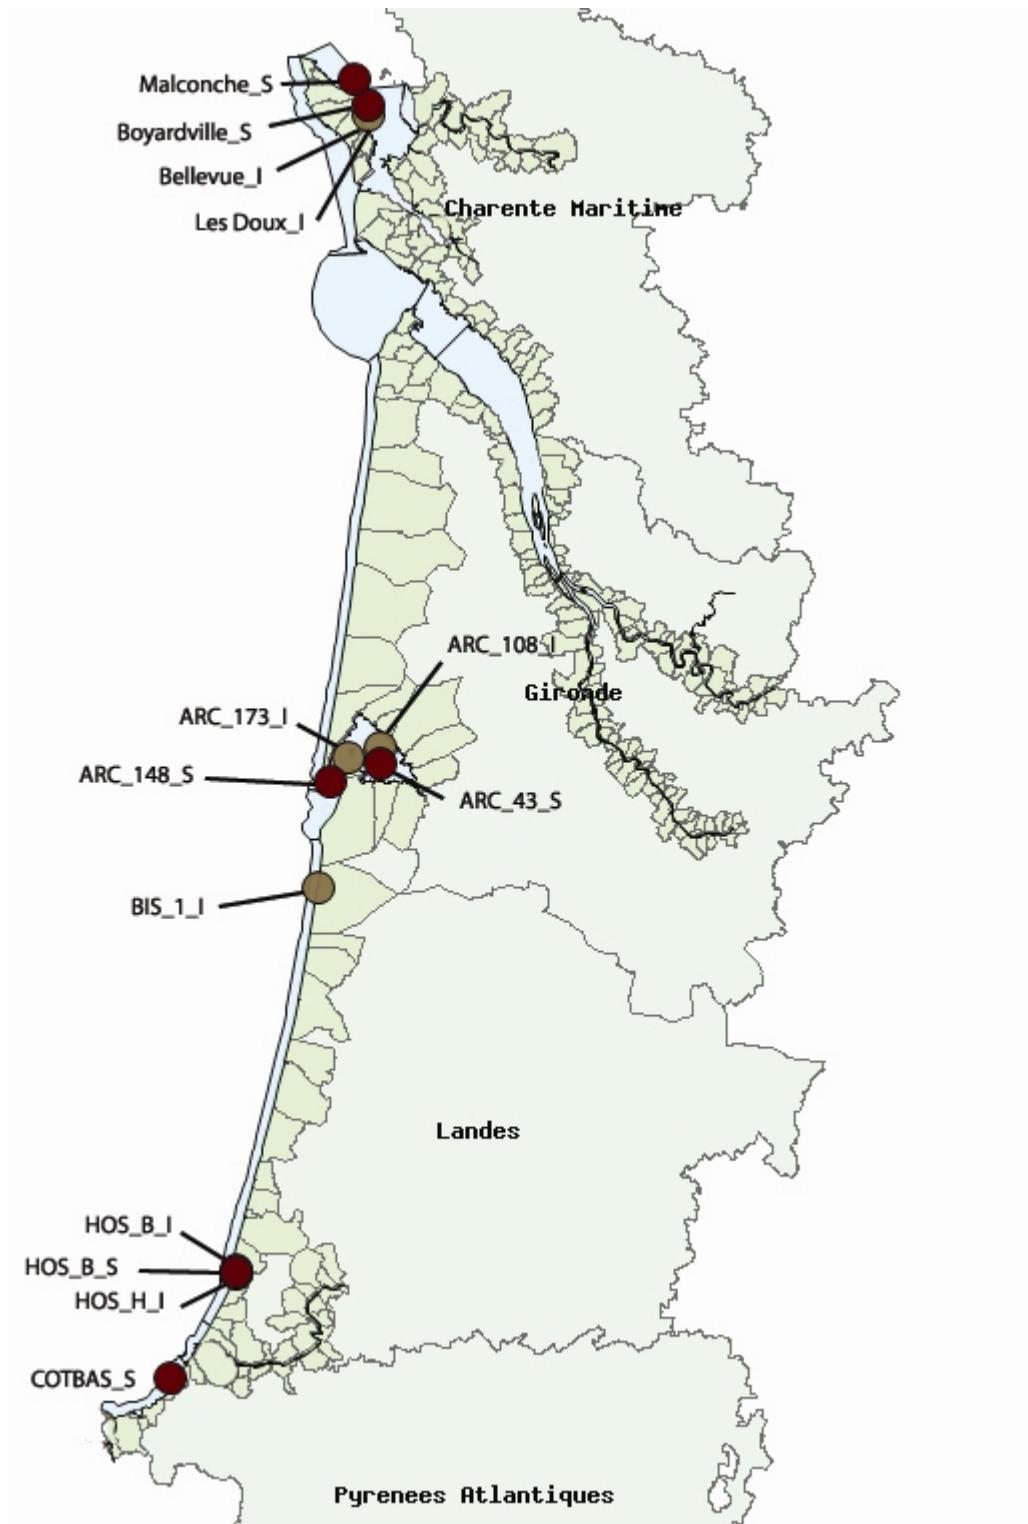 Malconche_S
Boyardville_S
Bellevue_I
Les Doux_I
Charente Maritime
ARC_108_I
Gironde
ARC_173_I
ARC_148_S
ARC_43_S
BIS_1_I
Landes
HOS_B_I
HOS_B_S
HOS_H_I
COTBAS_S
Pyrenees Atlantiques